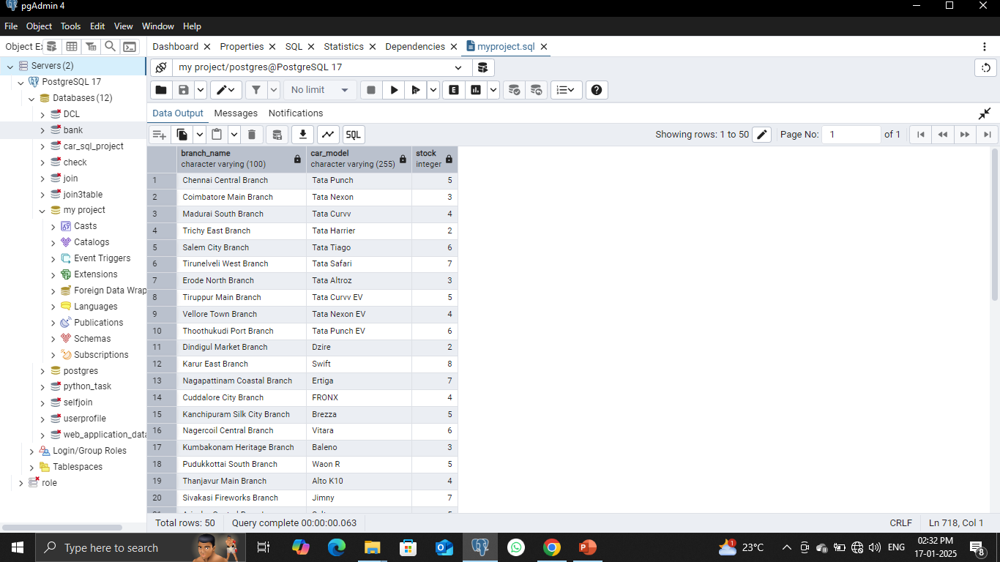 pgAdmin 4
File Object Tools Edit View Window Help
Object Ex
Dashboard Properties SQL Statistics Dependencies myproject.sql
Servers (2)
my project/postgres@PostgreSQL 17
PostgreSQL 17
No limit
Databases (12)
Data Output Messages Notifications
DCL
bank
SQL
Showing rows: 1 to 50 Page No: 1 of 1
car_sql_project
check
join
join3table
my project
Casts
Catalogs
Event Triggers
Extensions
Foreign Data Wrap
Languages
Publications
Schemas
Subscriptions
postgres
python_task
selfjoin
userprofile
web_application_data
Login/Group Roles
Tablespaces
role
branch_name car_model stock
character varying (100) character varying (255) integer
1 Chennai Central Branch Tata Punch 5
2 Coimbatore Main Branch Tata Nexon 3
3 Madurai South Branch Tata Curvv 4
4 Trichy East Branch Tata Harrier 2
5 Salem City Branch Tata Tiago 6
6 Tirunelveli West Branch Tata Safari 7
7 Erode North Branch Tata Altroz 3
8 Tiruppur Main Branch Tata Curvv EV 5
9 Vellore Town Branch Tata Nexon EV 4
10 Thoothukudi Port Branch Tata Punch EV 6
11 Dindigul Market Branch Dzire 2
12 Karur East Branch Swift 8
13 Nagapattinam Coastal Branch Ertiga 7
14 Cuddalore City Branch FRONX 4
15 Kanchipuram Silk City Branch Brezza 5
16 Nagercoil Central Branch Vitara 6
17 Kumbakonam Heritage Branch Baleno 3
18 Pudukkottai South Branch Waon R 5
19 Thanjavur Main Branch Alto K10 4
20 Sivakasi Fireworks Branch Jimny 7
Total rows: 50 Query complete 00:00:00.063 CRLF Ln 718, Col 1
Type here to search
1 23°C ENG 02:32 PM
17-01-2025
8